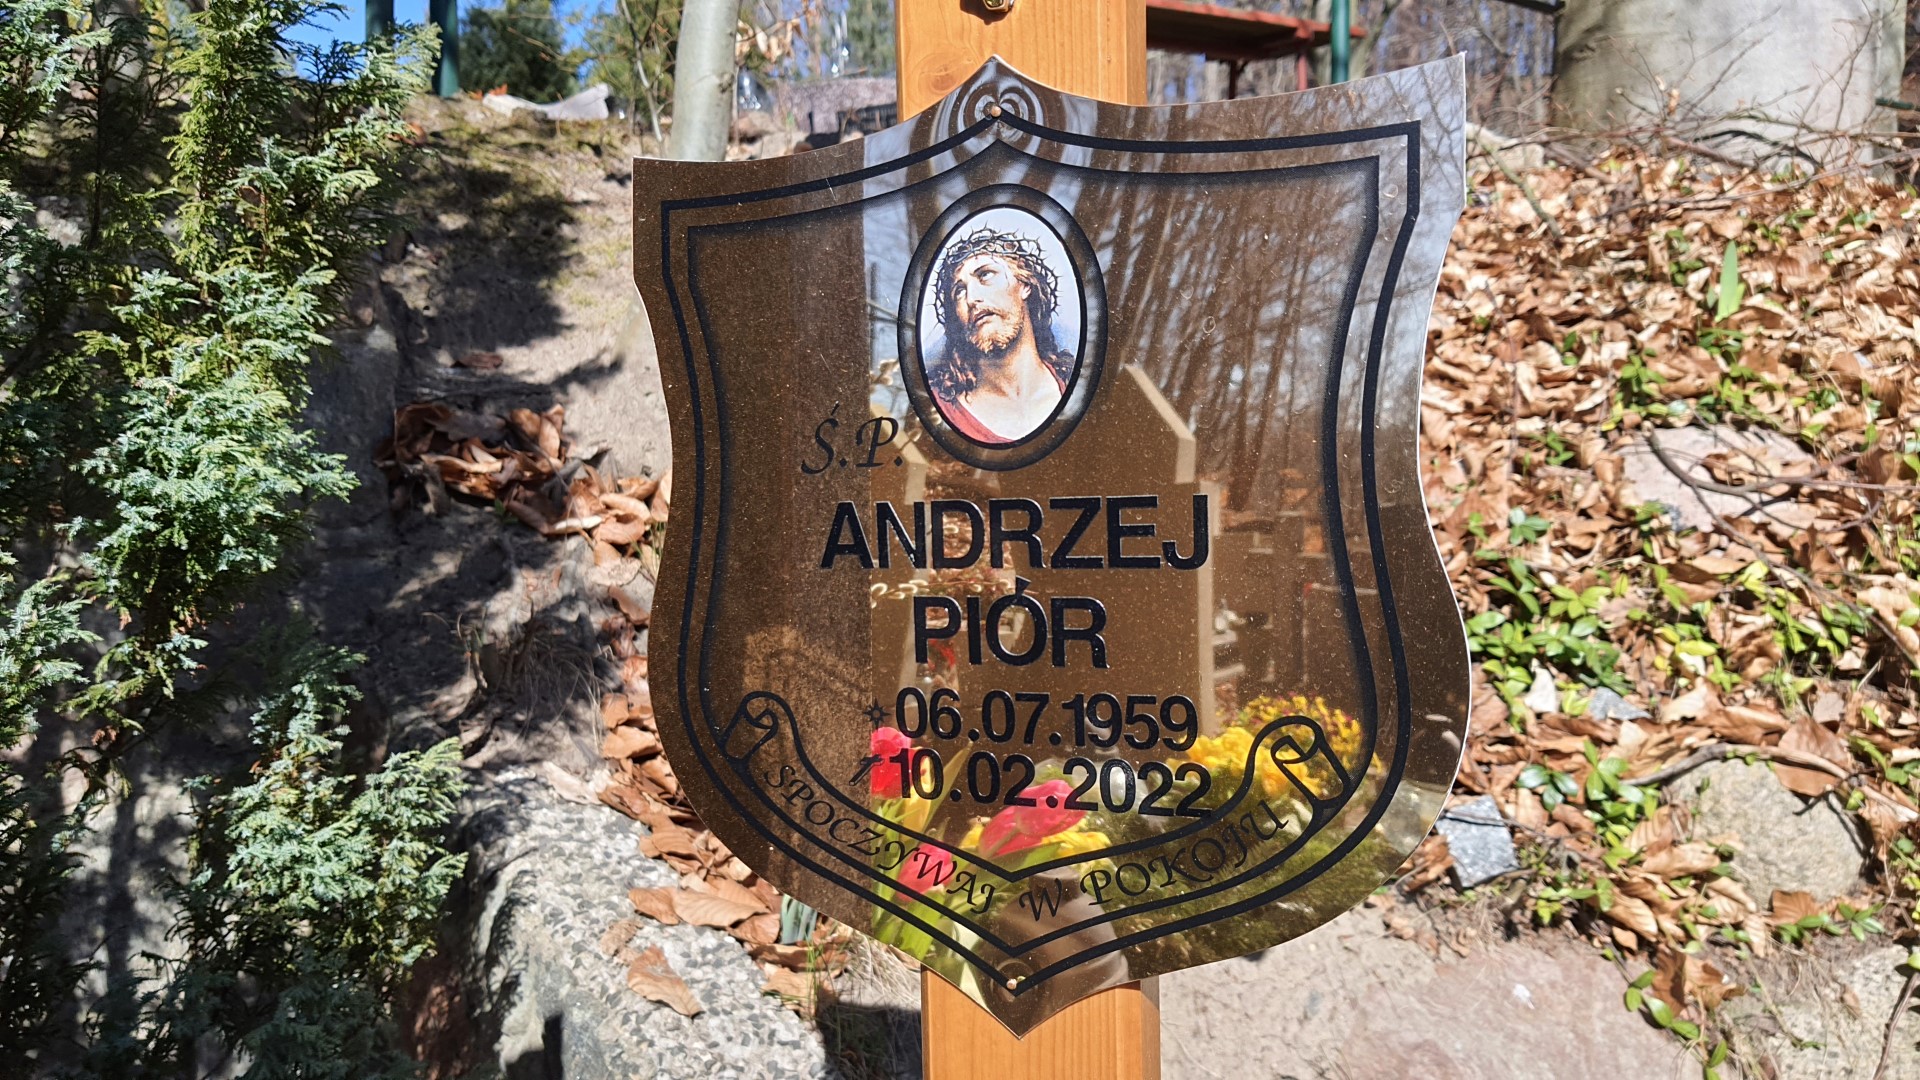 Ś.P.
ANDRZEJ
PIÓR
06.07.1959
10.02.2022
SPOCZYWAJ W POKOJU